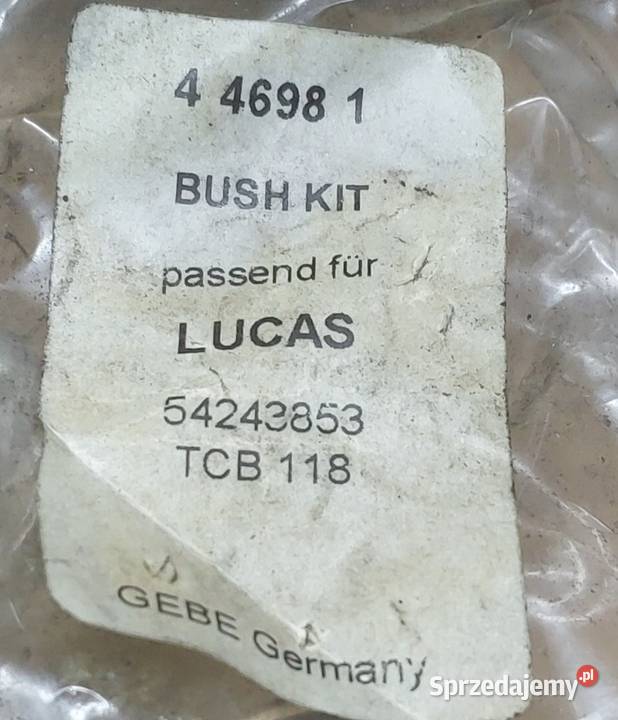 4 4698 1
BUSH KIT
passend für
LUCAS
54243853
TCB 118
GEBE Germany
Sprzedajemy.pl